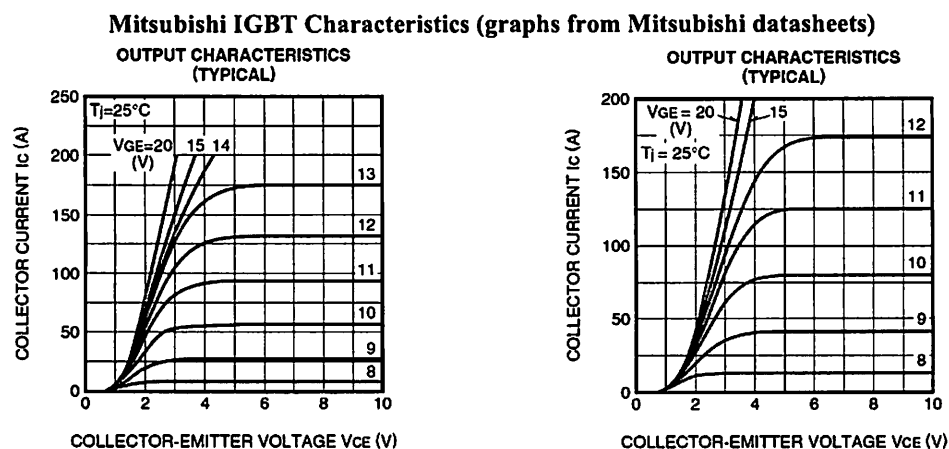 Mitsubishi IGBT Characteristics (graphs from Mitsubishi datasheets)
OUTPUT CHARACTERISTICS
(TYPICAL)
COLLECTOR CURRENT IC (A)
250
200
150
100
50
0
Tj=25°C
VGE=20 15 14
(V)
13
12
11
10
9
8
0 2 4 6 8 10
COLLECTOR-EMITTER VOLTAGE VCE (V)
OUTPUT CHARACTERISTICS
(TYPICAL)
COLLECTOR CURRENT IC (A)
200
150
100
50
0
VGE = 20 15
(V)
Tj = 25°C
12
11
10
9
8
0 2 4 6 8 10
COLLECTOR-EMITTER VOLTAGE VCE (V)